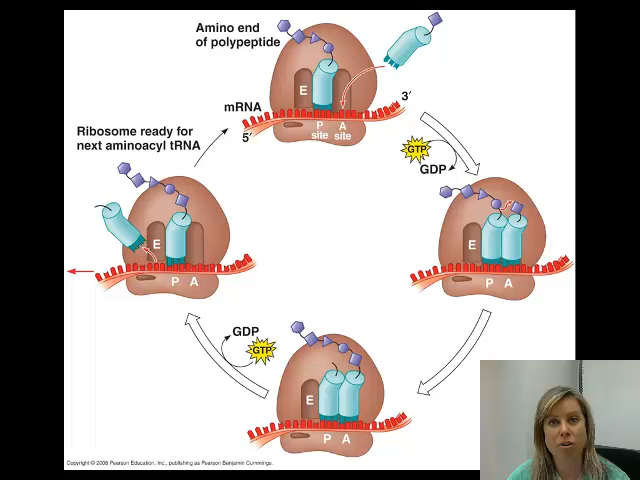 Amino end
of polypeptide
E
mRNA
3′
5′
P
site
A
site
Ribosome ready for
next aminoacyl tRNA
GTP
GDP
E
P A
E
P A
GDP
GTP
E
P A
Copyright © 2008 Pearson Education, Inc., publishing as Pearson Benjamin Cummings.